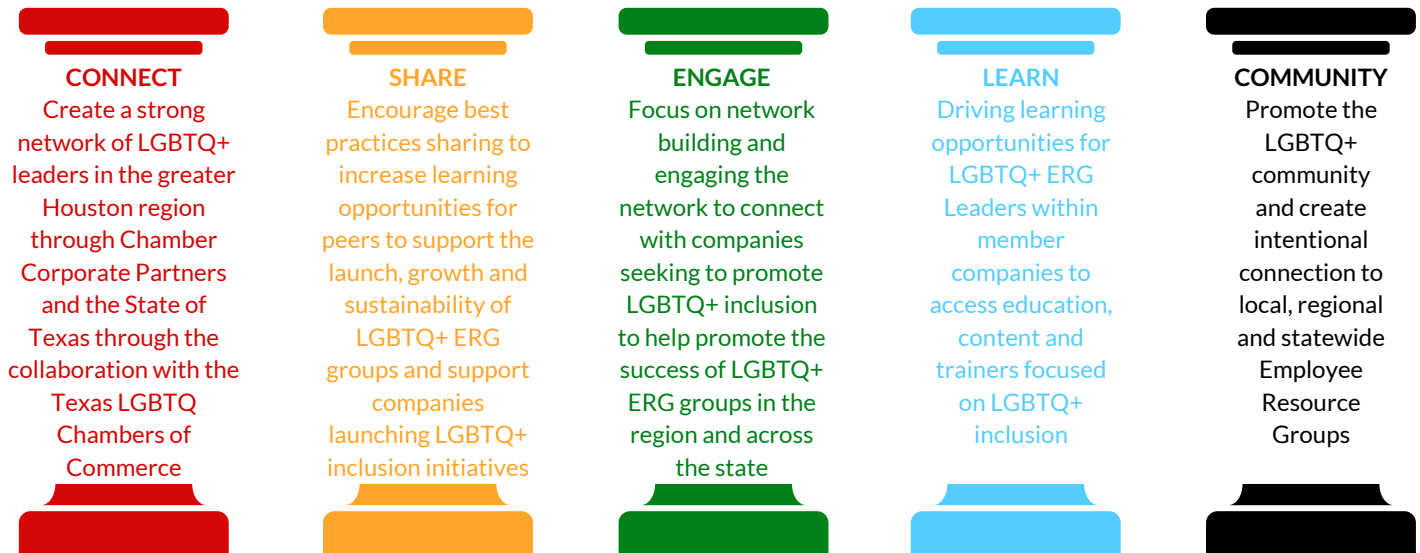 CONNECT
Create a strong
network of LGBTQ+
leaders in the greater
Houston region
through Chamber
Corporate Partners
and the State of
Texas through the
collaboration with the
Texas LGBTQ
Chambers of
Commerce
SHARE
Encourage best
practices sharing to
increase learning
opportunities for
peers to support the
launch, growth and
sustainability of
LGBTQ+ ERG
groups and support
companies
launching LGBTQ+
inclusion initiatives
ENGAGE
Focus on network
building and
engaging the
network to connect
with companies
seeking to promote
LGBTQ+ inclusion
to help promote the
success of LGBTQ+
ERG groups in the
region and across
the state
LEARN
Driving learning
opportunities for
LGBTQ+ ERG
Leaders within
member
companies to
access education,
content and
trainers focused
on LGBTQ+
inclusion
COMMUNITY
Promote the
LGBTQ+
community
and create
intentional
connection to
local, regional
and statewide
Employee
Resource
Groups